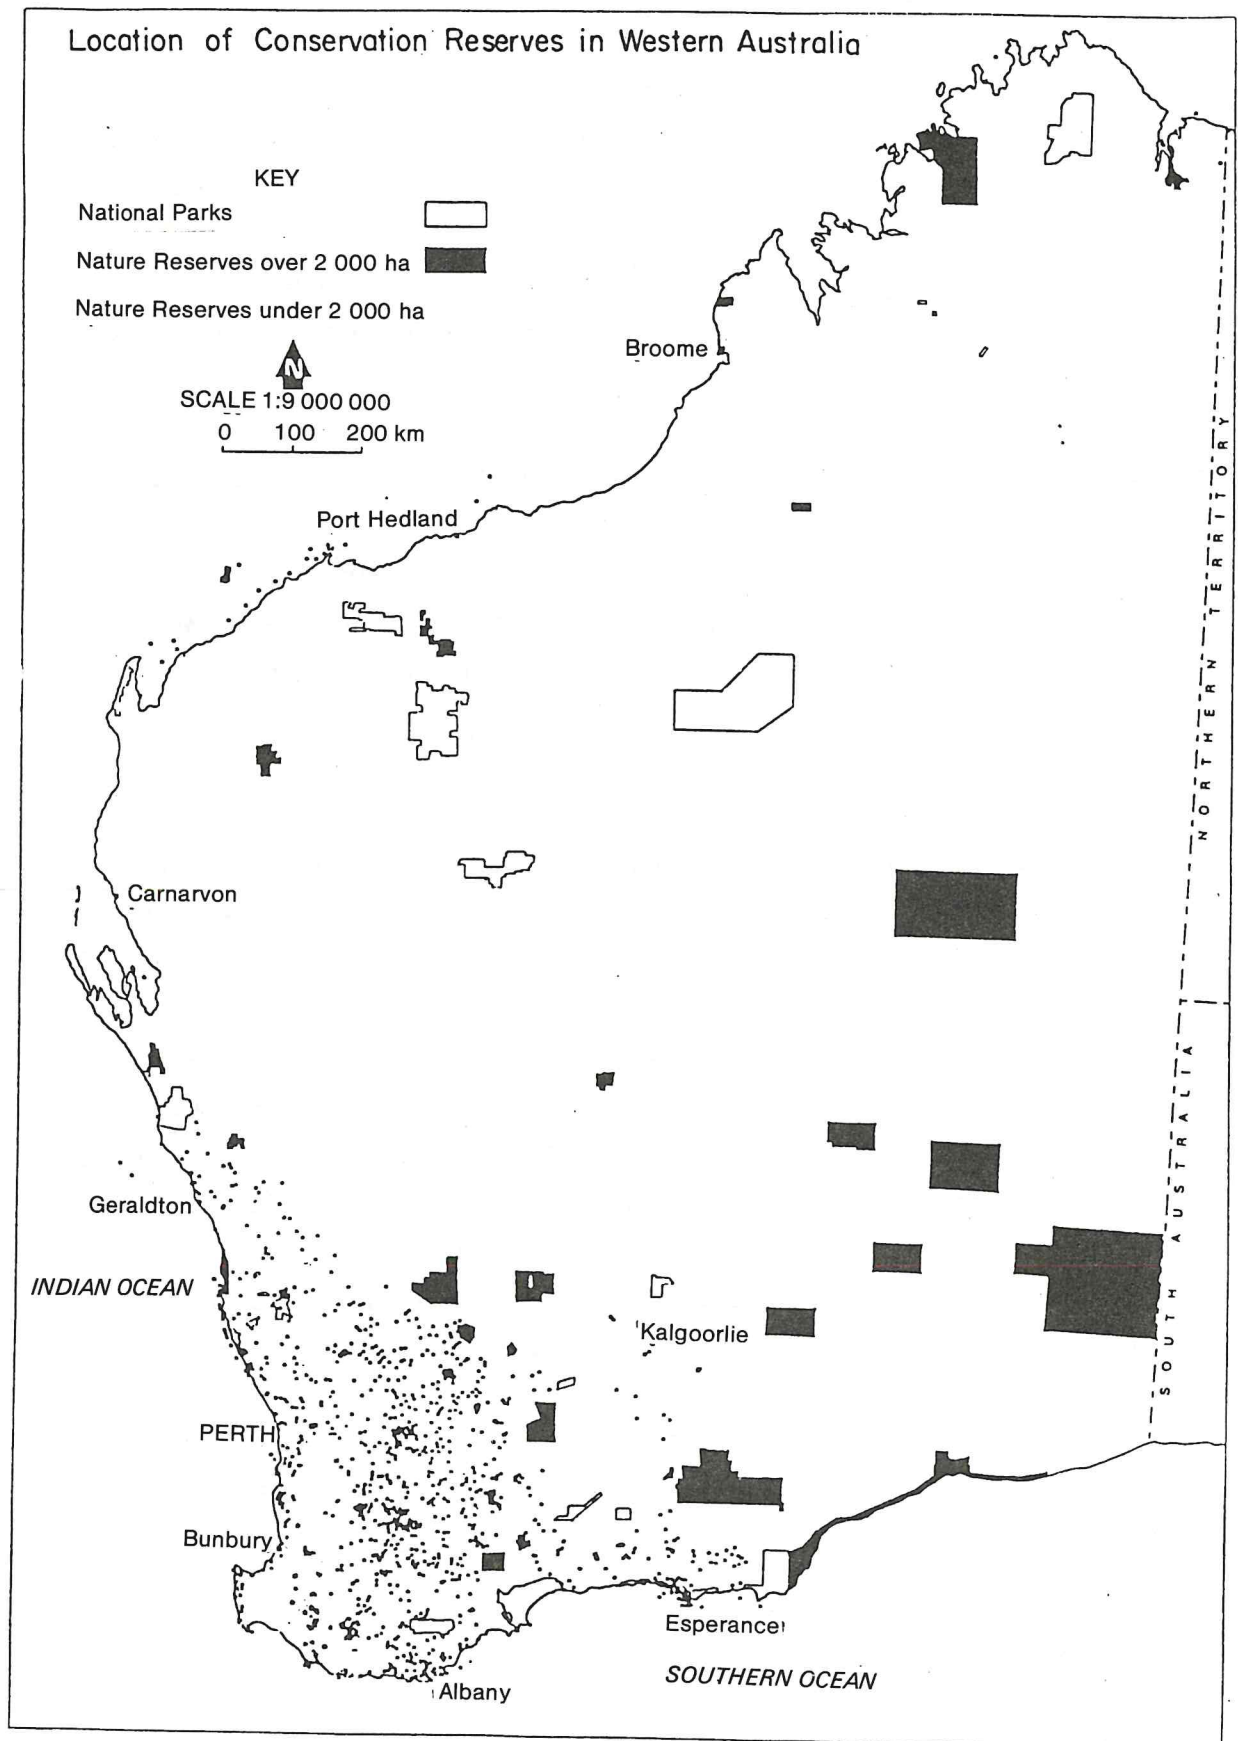 Location of Conservation Reserves in Western Australia
KEY
National Parks
Nature Reserves over 2 000 ha
Nature Reserves under 2 000 ha
N
SCALE 1:9 000 000
0 100 200 km
Broome
Port Hedland
NORTHERN TERRITORY
Carnarvon
SOUTH AUSTRALIA
Geraldton
INDIAN OCEAN
Kalgoorlie
PERTH
Bunbury
Esperance
SOUTHERN OCEAN
Albany